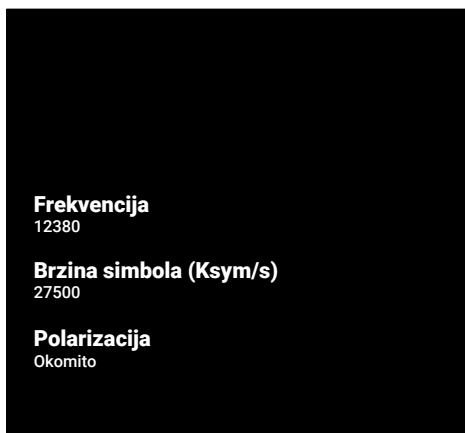 Frekvencija
12380
Brzina simbola (Ksym/s)
27500
Polarizacija
Okomito